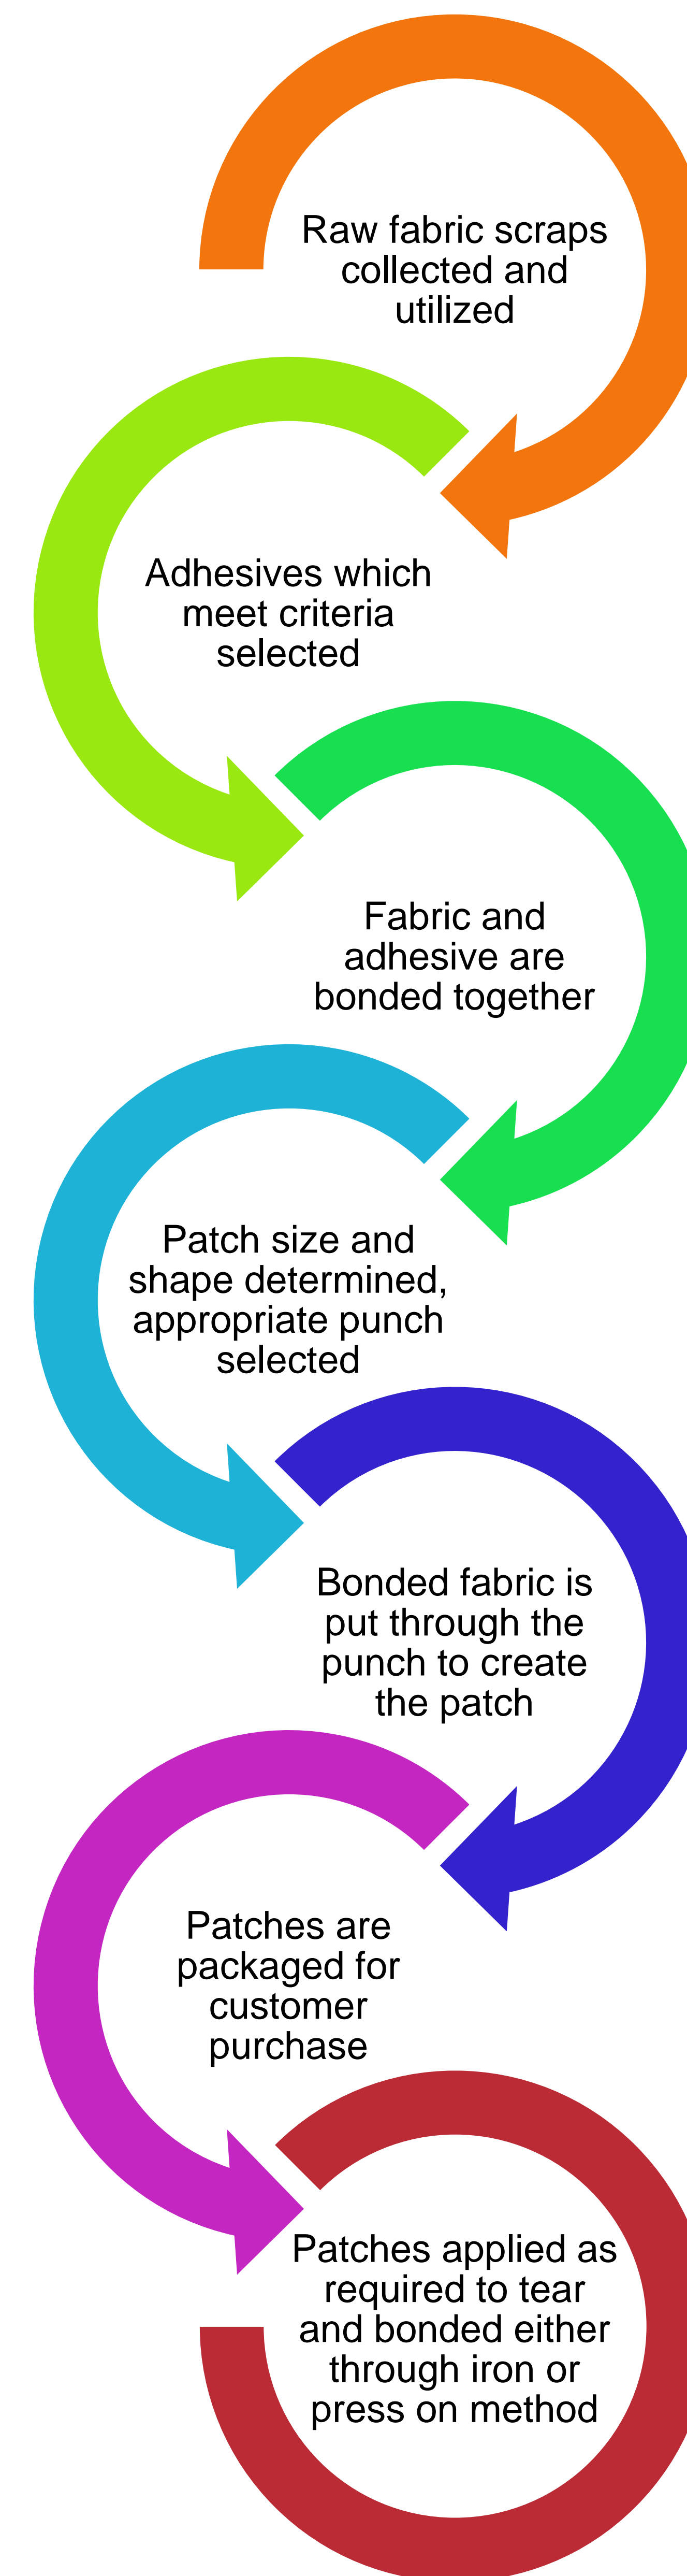 Raw fabric scraps
collected and
utilized
Adhesives which
meet criteria
selected
Fabric and
adhesive are
bonded together
Patch size and
shape determined,
appropriate punch
selected
Bonded fabric is
put through the
punch to create
the patch
Patches are
packaged for
customer
purchase
Patches applied as
required to tear
and bonded either
through iron or
press on method